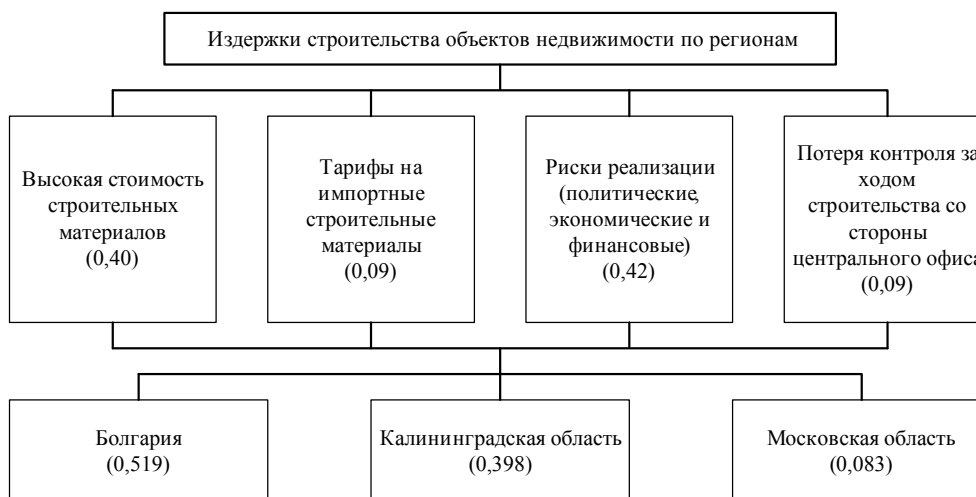 Издержки строительства объектов недвижимости по регионам
Высокая стоимость
строительных
материалов
(0,40)
Тарифы на
импортные
строительные
материалы
(0,09)
Риски реализации
(политические,
экономические и
финансовые)
(0,42)
Потеря контроля за
ходом
строительства со
стороны
центрального офиса
(0,09)
Болгария
(0,519)
Калининградская область
(0,398)
Московская область
(0,083)